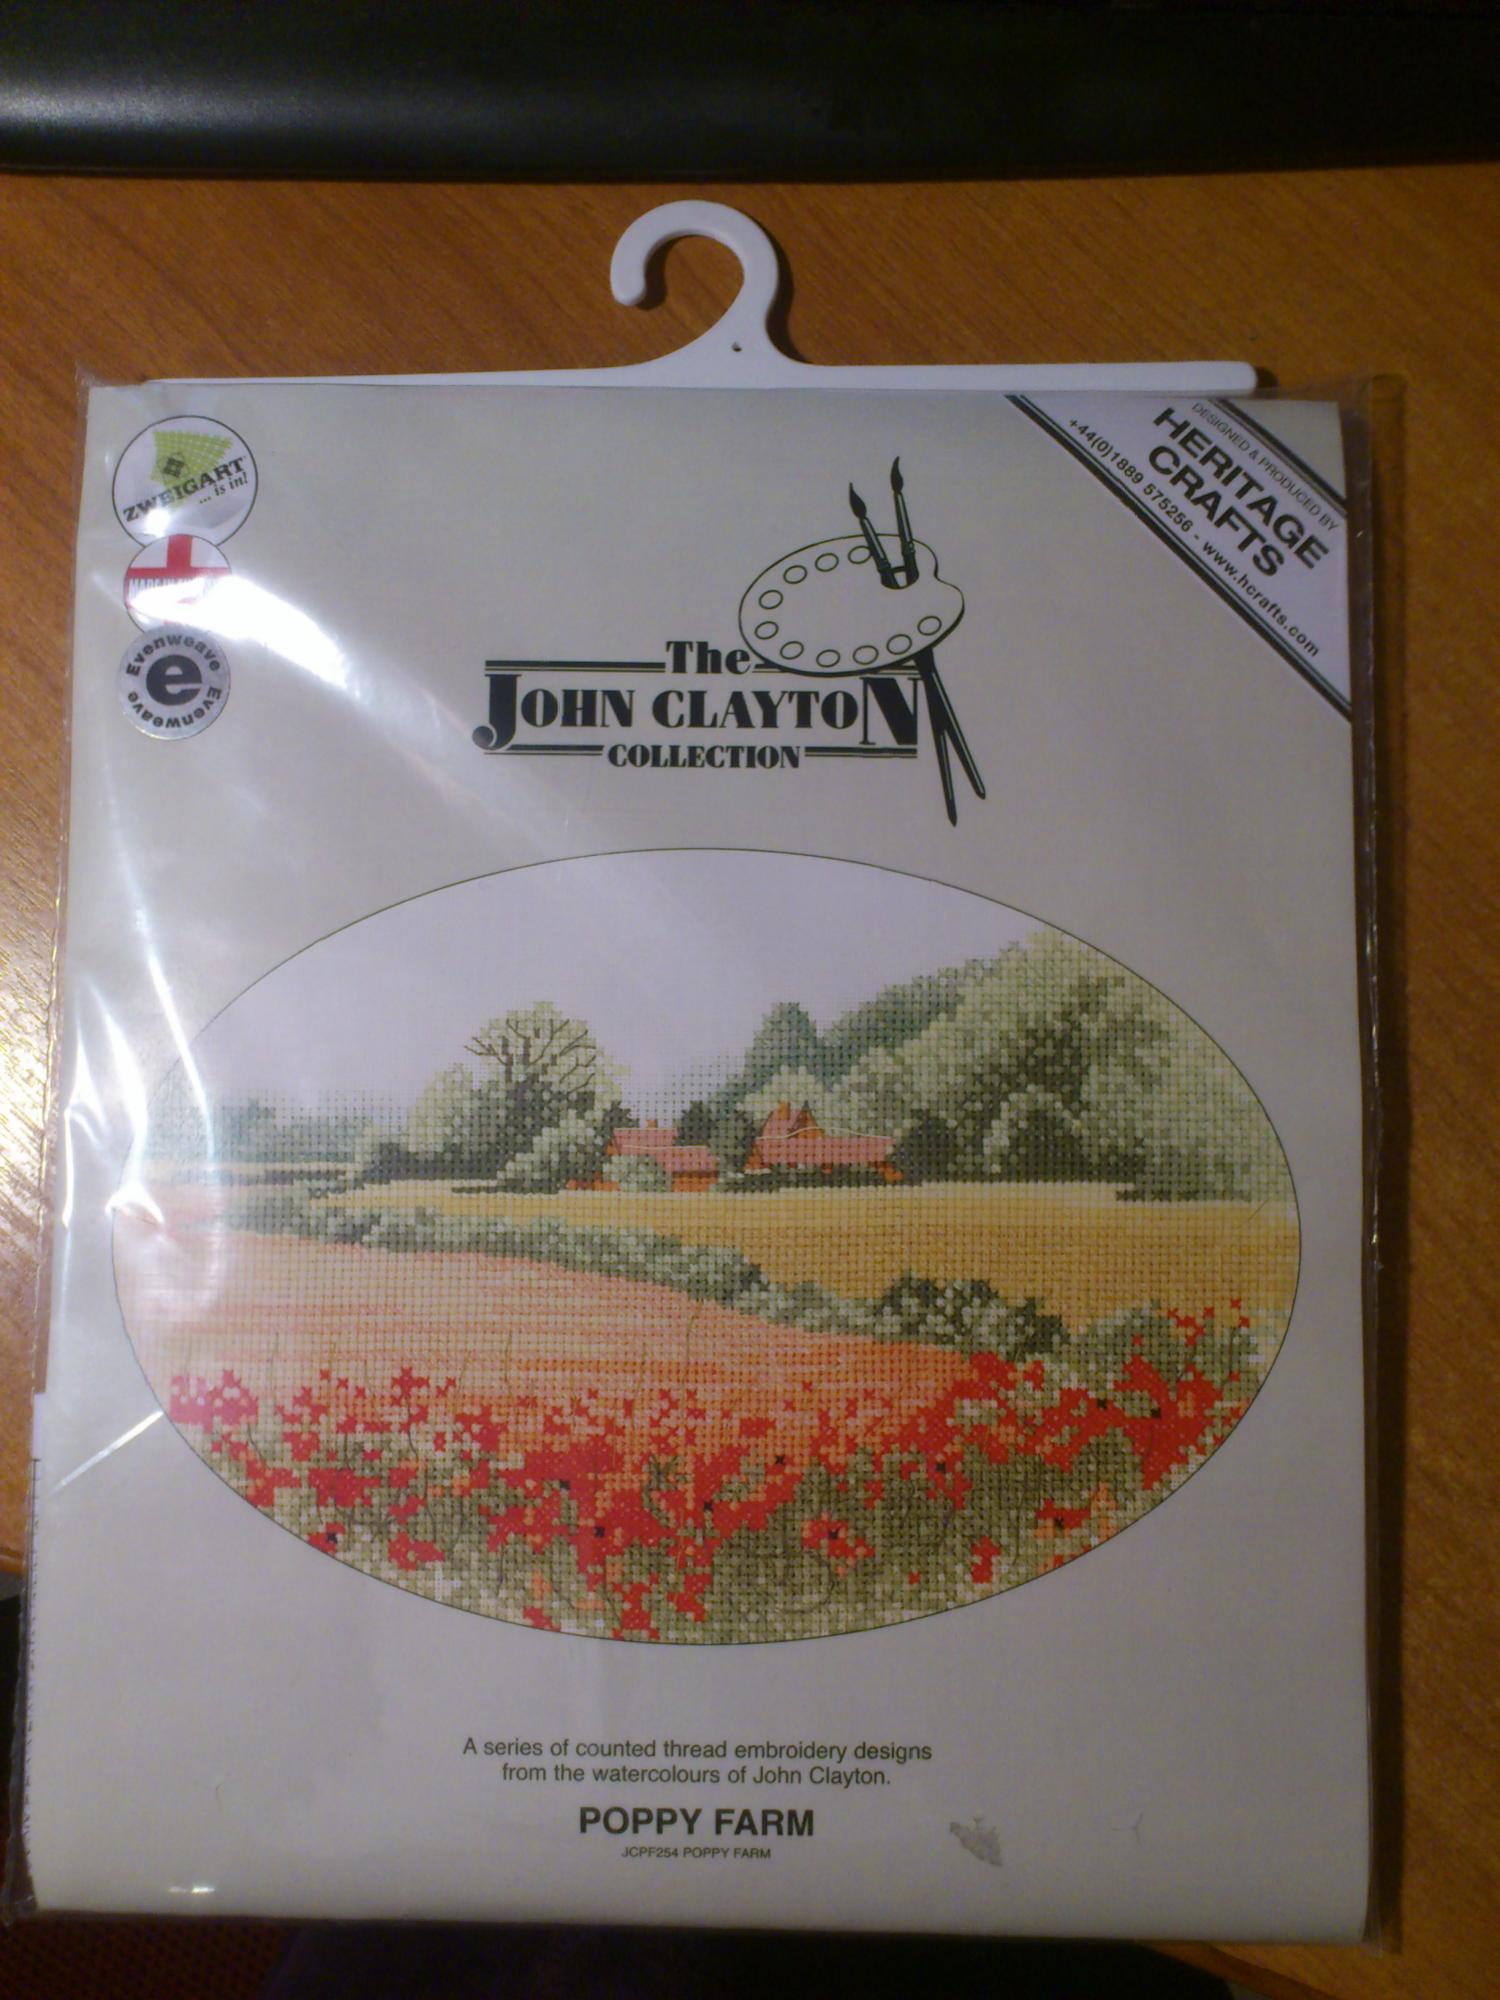 ZWEIGART
... is in!
MADE IN
Evenweave Evenweave
e
DESIGNED & PRODUCED BY
HERITAGE
CRAFTS
+44(0)1889 575256 - www.hcrafts.com
The
JOHN CLAYTON
COLLECTION
A series of counted thread embroidery designs
from the watercolours of John Clayton.
POPPY FARM
JCPF254 POPPY FARM